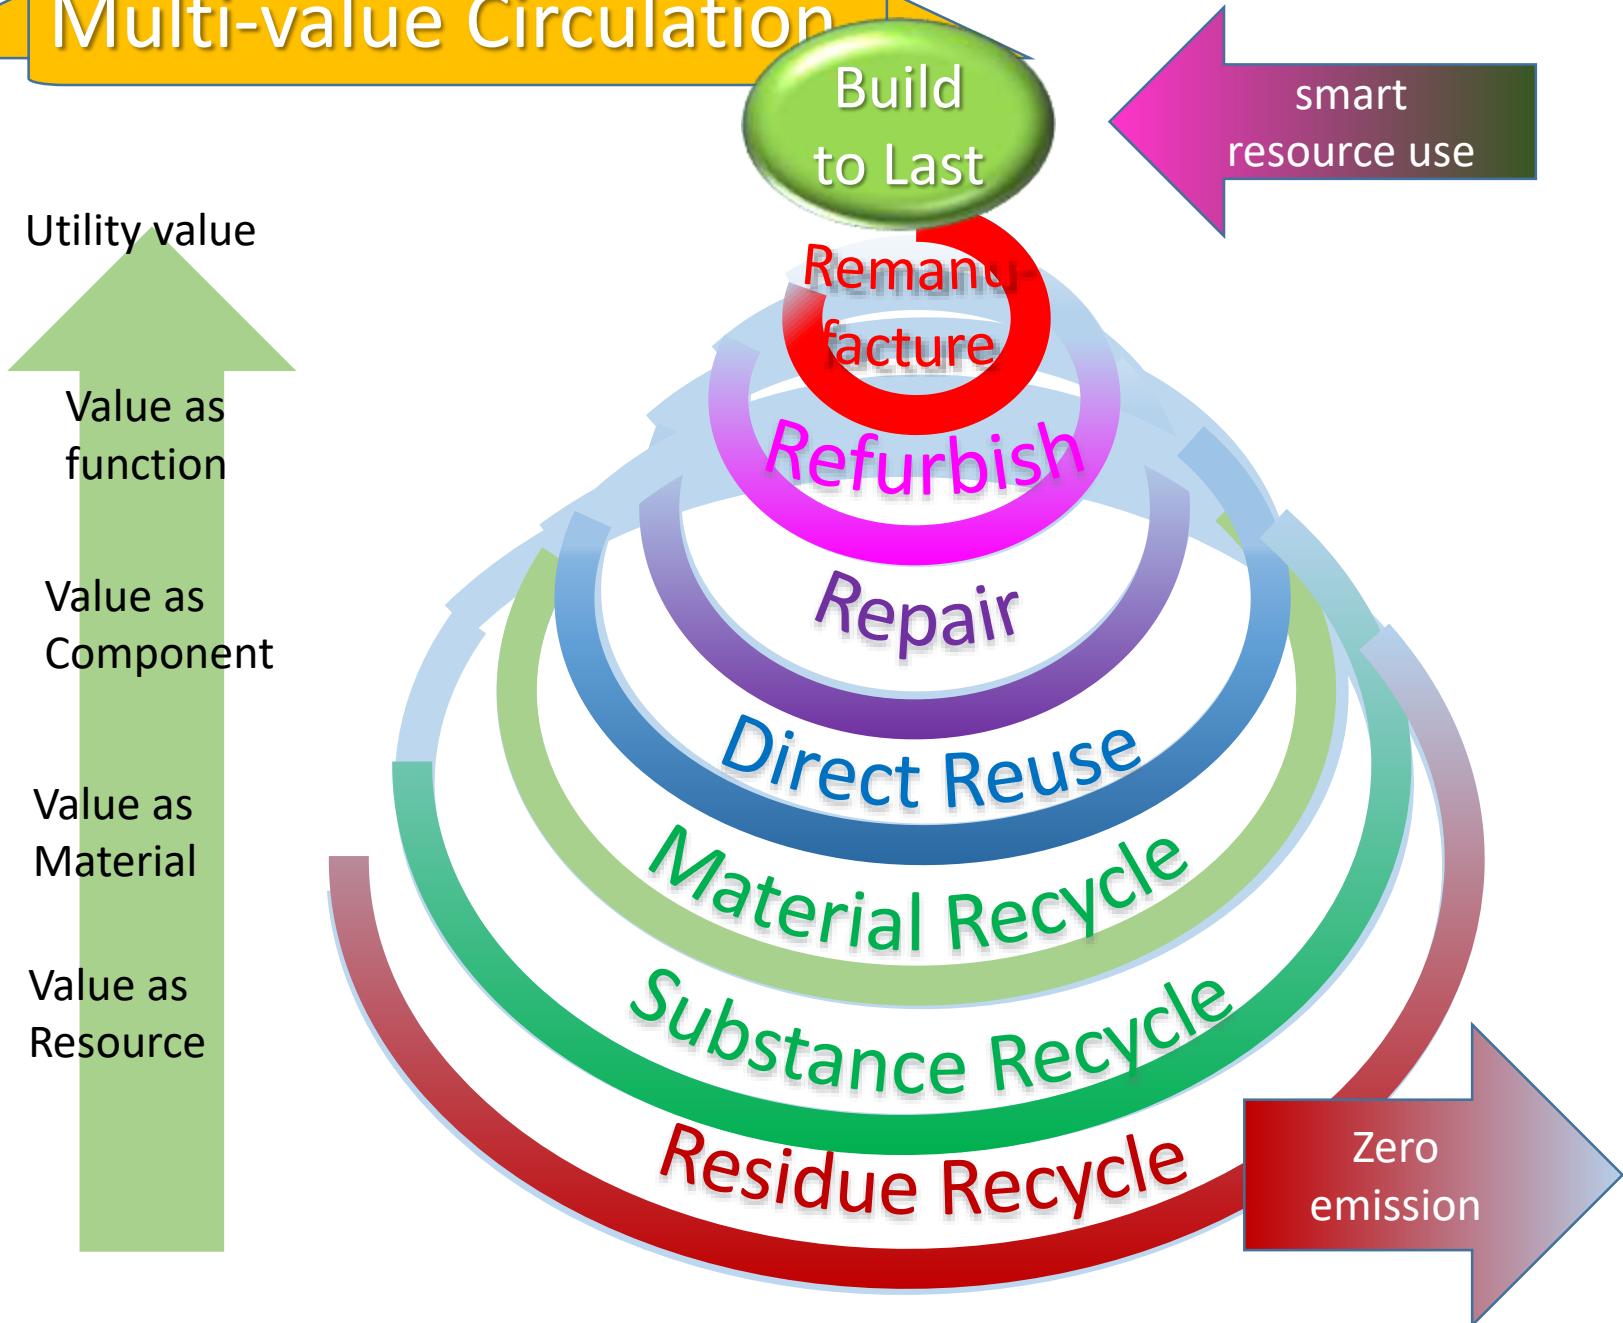 Multi-value Circulation
Build
to Last
smart
resource use
Utility value
Remanu-
facture
Value as
function
Refurbish
Value as
Component
Repair
Direct Reuse
Value as
Material
Material Recycle
Value as
Resource
Substance Recycle
Residue Recycle
Zero
emission